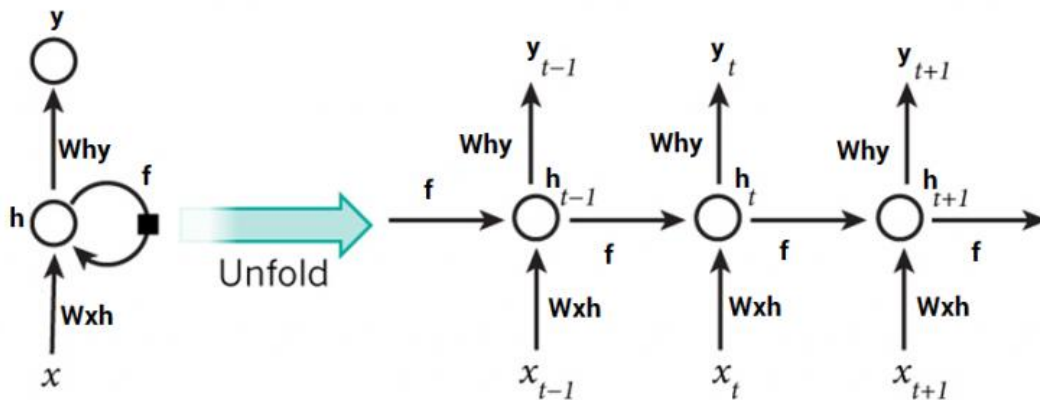 y
Why
f
h
Wxh
x
Unfold
y t-1
y t
y t+1
Why
Why
Why
f
h t-1
h t
h t+1
f
f
f
Wxh
Wxh
Wxh
x t-1
x t
x t+1